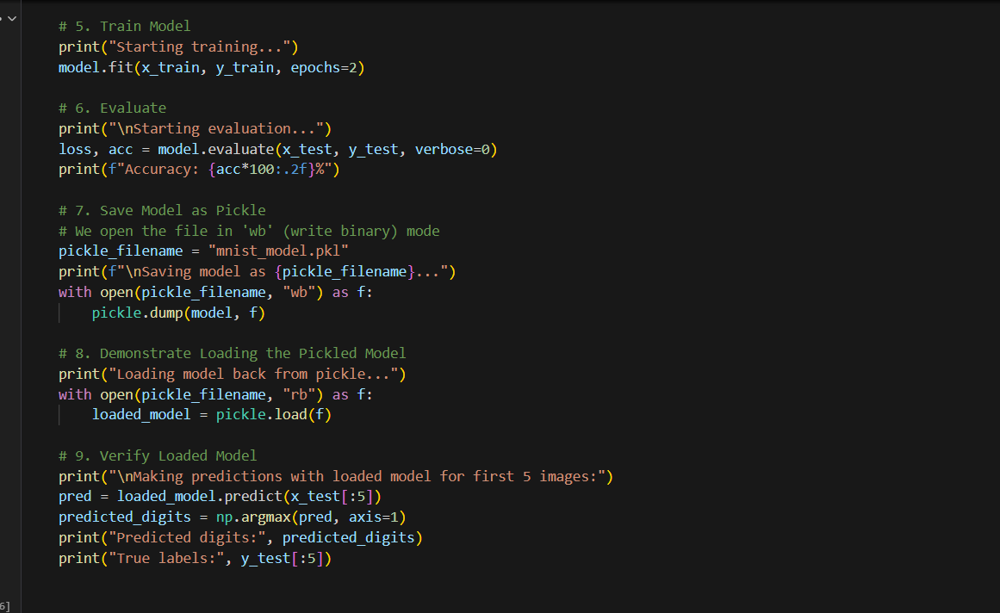 # 5. Train Model
print("Starting training...")
model.fit(x_train, y_train, epochs=2)
# 6. Evaluate
print("\nStarting evaluation...")
loss, acc = model.evaluate(x_test, y_test, verbose=0)
print(f"Accuracy: {acc*100:.2f}%")
# 7. Save Model as Pickle
# We open the file in 'wb' (write binary) mode
pickle_filename = "mnist_model.pkl"
print(f"\nSaving model as {pickle_filename}...")
with open(pickle_filename, "wb") as f:
    pickle.dump(model, f)
# 8. Demonstrate Loading the Pickled Model
print("Loading model back from pickle...")
with open(pickle_filename, "rb") as f:
    loaded_model = pickle.load(f)
# 9. Verify Loaded Model
print("\nMaking predictions with loaded model for first 5 images:")
pred = loaded_model.predict(x_test[:5])
predicted_digits = np.argmax(pred, axis=1)
print("Predicted digits:", predicted_digits)
print("True labels:", y_test[:5])
6]